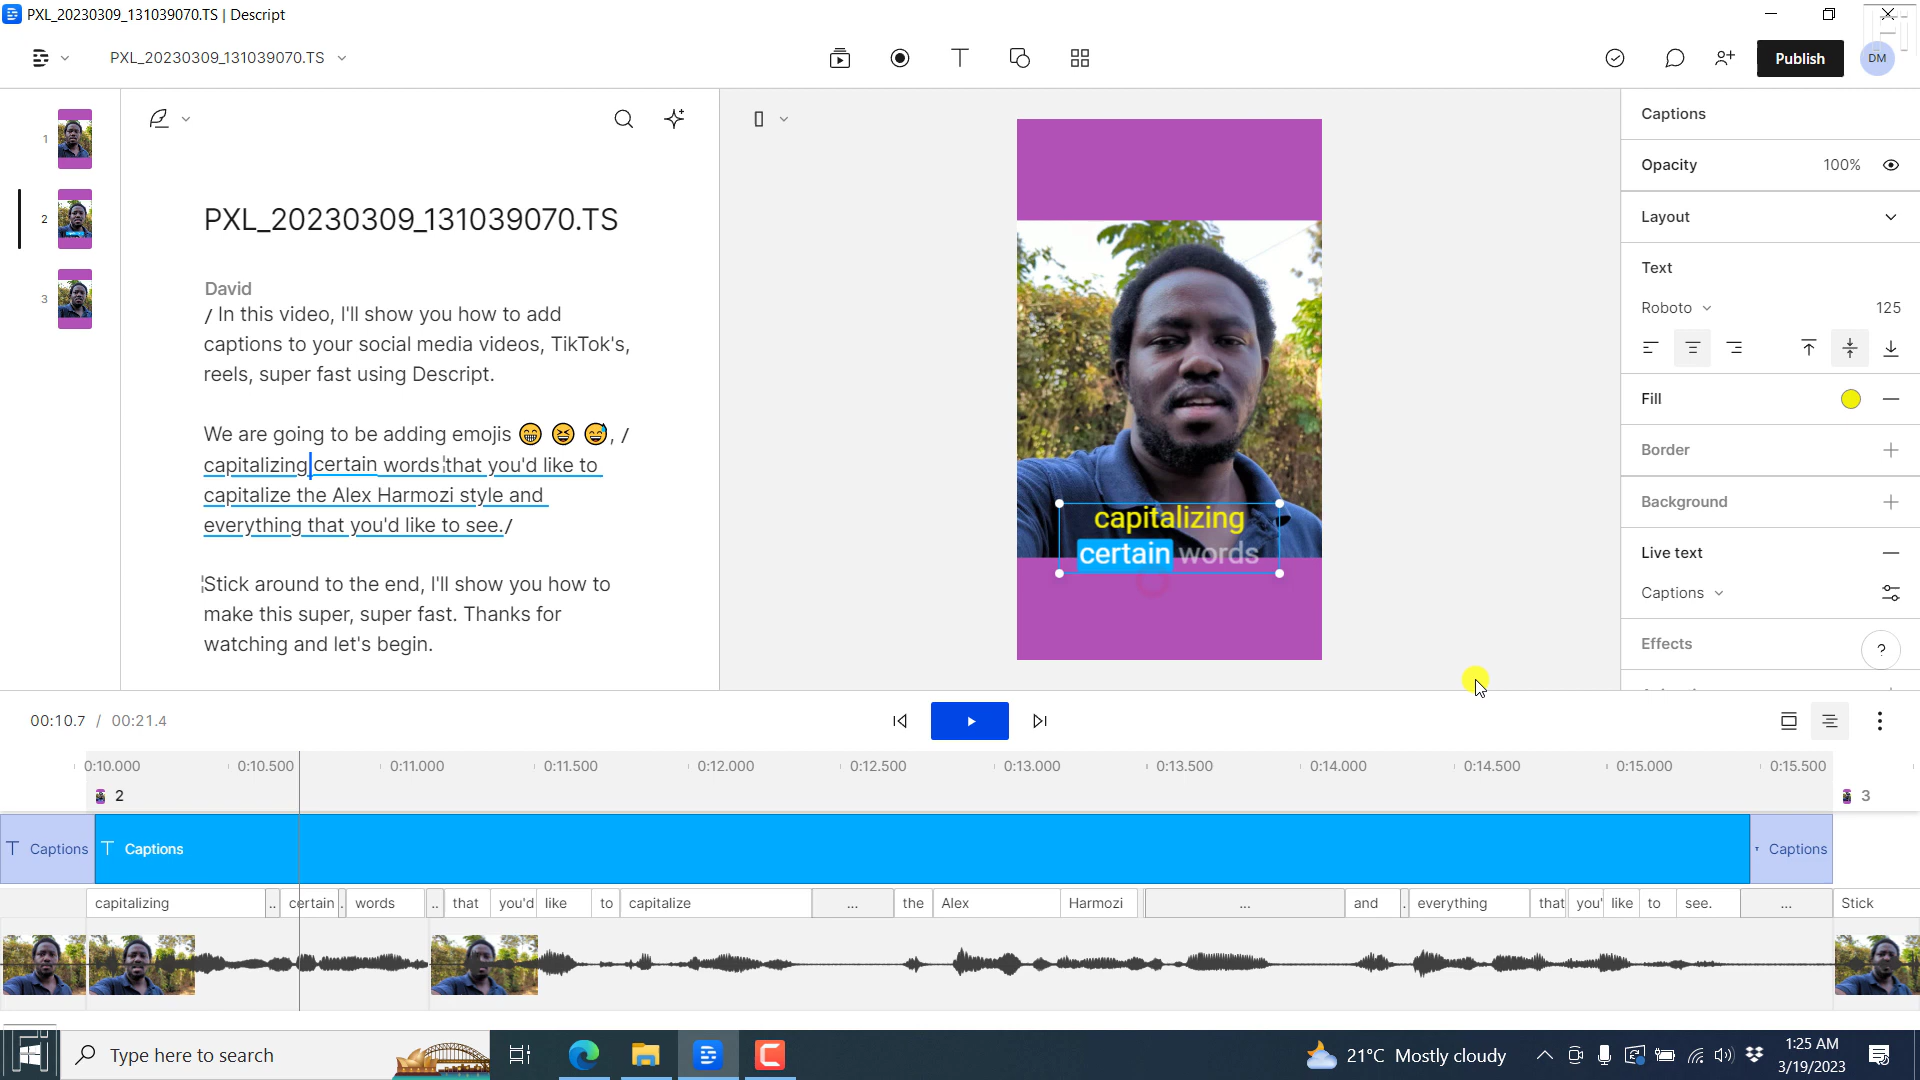 PXL_20230309_131039070.TS | Descript
PXL_20230309_131039070.TS
Publish
DM
1
2
3
PXL_20230309_131039070.TS
David
/ In this video, I'll show you how to add
captions to your social media videos, TikTok's,
reels, super fast using Descript.
We are going to be adding emojis 😁 😆 😅, /
capitalizing certain words that you'd like to
capitalize the Alex Harmozi style and
everything that you'd like to see./
Stick around to the end, I'll show you how to
make this super, super fast. Thanks for
watching and let's begin.
capitalizing
certain words
Captions
Opacity 100%
Layout
Text
Roboto 125
Fill
Border
Background
Live text
Captions
Effects
?
00:10.7 / 00:21.4
0:10.000 0:10.500 0:11.000 0:11.500 0:12.000 0:12.500 0:13.000 0:13.500 0:14.000 0:14.500 0:15.000 0:15.500
2 3
T Captions T Captions Captions
capitalizing .. certain . words .. that you'd like to capitalize ... the Alex Harmozi ... and . everything that you' like to see. ... Stick
Type here to search
21°C Mostly cloudy
1:25 AM
3/19/2023